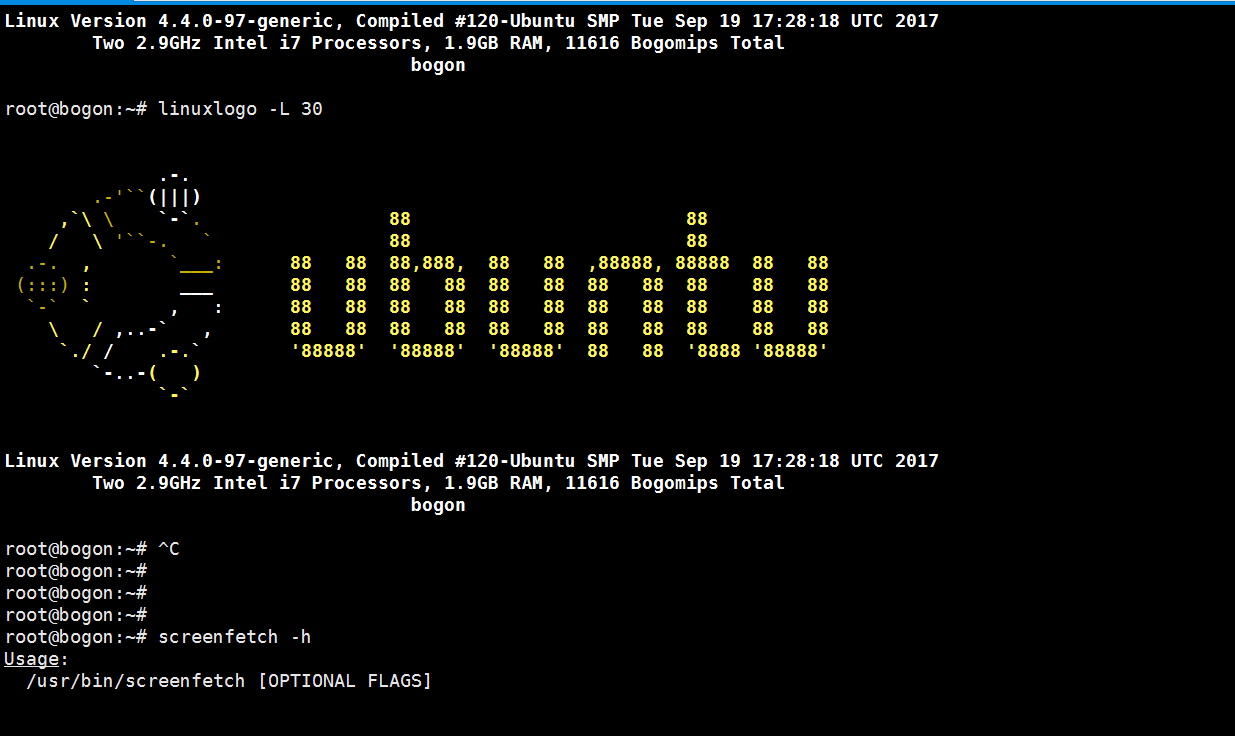 Linux Version 4.4.0-97-generic, Compiled #120-Ubuntu SMP Tue Sep 19 17:28:18 UTC 2017
Two 2.9GHz Intel i7 Processors, 1.9GB RAM, 11616 Bogomips Total
bogon
root@bogon:~# linuxlogo -L 30
                                   88                         88
                                   88                         88
                          88   88  88,888,  88   88  ,88888, 88888  88   88
                          88   88  88   88  88   88  88   88  88    88   88
                          88   88  88   88  88   88  88   88  88    88   88
                          88   88  88   88  88   88  88   88  88    88   88
                          '88888'  '88888'  '88888'  88   88  '8888 '88888'
Linux Version 4.4.0-97-generic, Compiled #120-Ubuntu SMP Tue Sep 19 17:28:18 UTC 2017
Two 2.9GHz Intel i7 Processors, 1.9GB RAM, 11616 Bogomips Total
bogon
root@bogon:~# ^C
root@bogon:~#
root@bogon:~#
root@bogon:~#
root@bogon:~# screenfetch -h
Usage:
/usr/bin/screenfetch [OPTIONAL FLAGS]